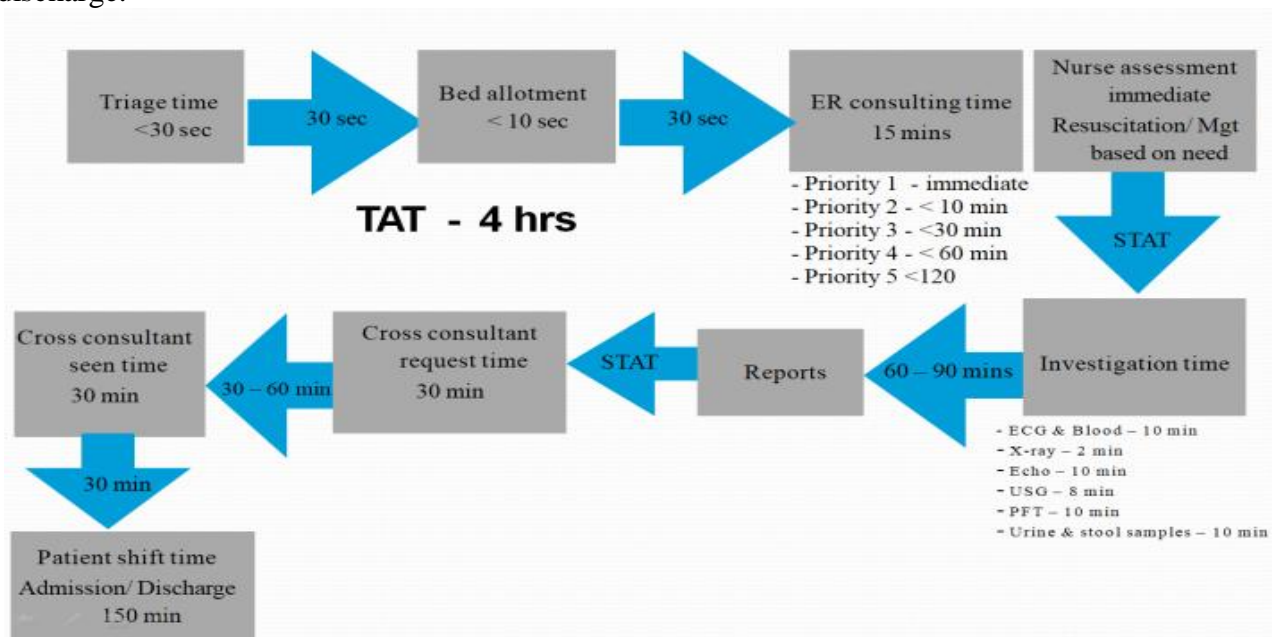 discharge.
Triage time
<30 sec
30 sec
Bed allotment
< 10 sec
30 sec
ER consulting time
15 mins
Nurse assessment
immediate
Resuscitation/ Mgt
based on need
- Priority 1 - immediate
- Priority 2 - < 10 min
- Priority 3 - <30 min
- Priority 4 - < 60 min
- Priority 5 <120
TAT - 4 hrs
STAT
Investigation time
- ECG & Blood – 10 min
- X-ray – 2 min
- Echo – 10 min
- USG – 8 min
- PFT – 10 min
- Urine & stool samples – 10 min
60 – 90 mins
Reports
STAT
Cross consultant
request time
30 min
30 – 60 min
Cross consultant
seen time
30 min
30 min
Patient shift time
Admission/ Discharge
150 min